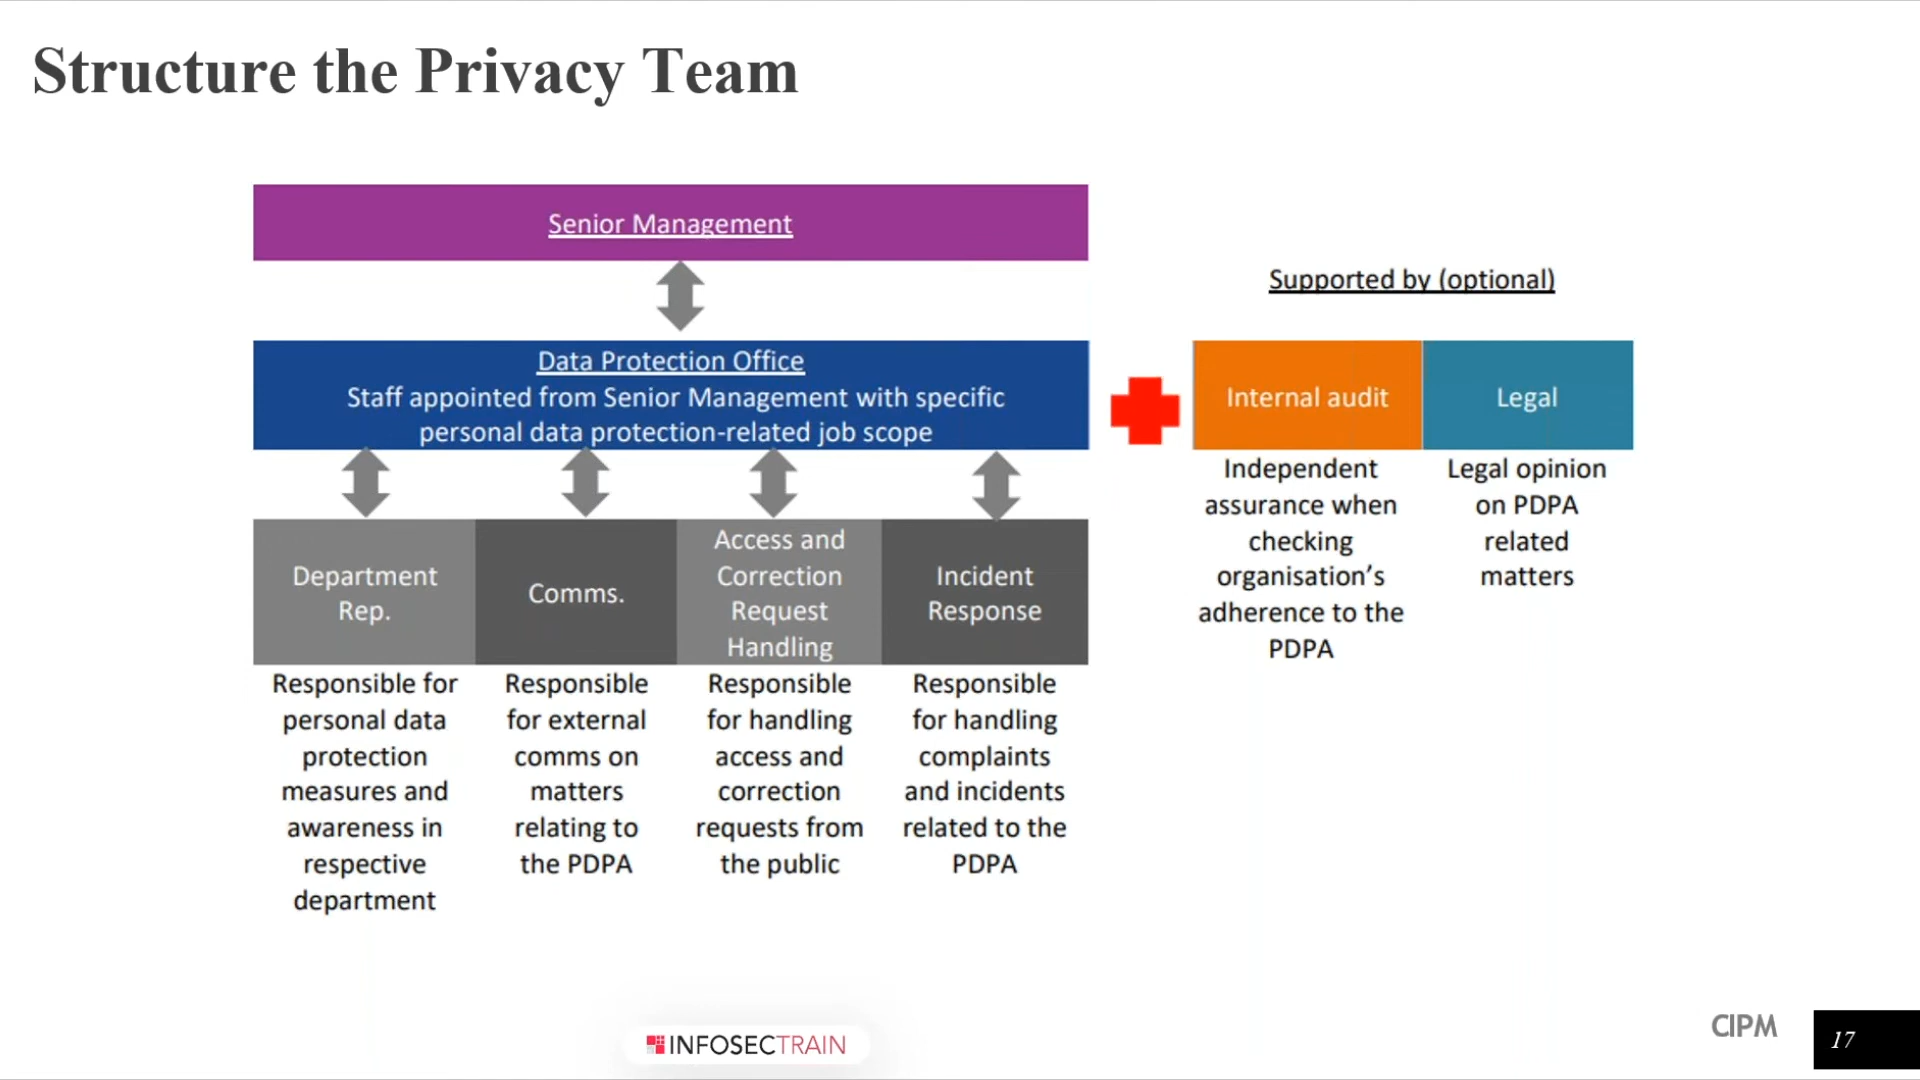 Structure the Privacy Team
Senior Management
Data Protection Office
Staff appointed from Senior Management with specific
personal data protection-related job scope
Department
Rep.
Responsible for
personal data
protection
measures and
awareness in
respective
department
Comms.
Responsible
for external
comms on
matters
relating to
the PDPA
Access and
Correction
Request
Handling
Responsible
for handling
access and
correction
requests from
the public
Incident
Response
Responsible
for handling
complaints
and incidents
related to the
PDPA
Supported by (optional)
Internal audit
Independent
assurance when
checking
organisation's
adherence to the
PDPA
Legal
Legal opinion
on PDPA
related
matters
INFOSECTRAIN
CIPM
17